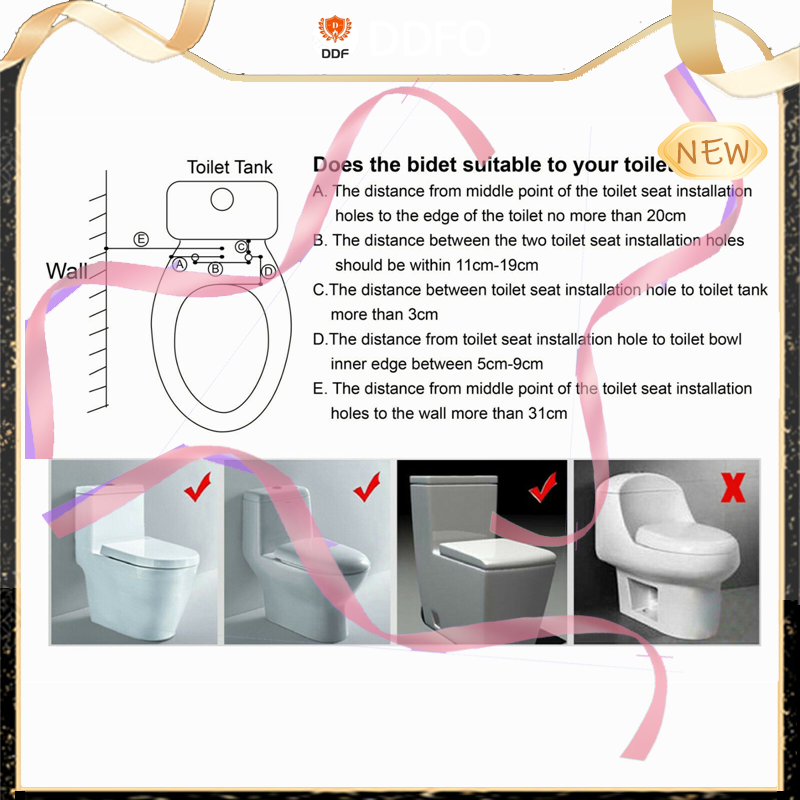 DDFO
DDF
NEW
Toilet Tank
Wall
E
C
A
B
D
Does the bidet suitable to your toilet
A. The distance from middle point of the toilet seat installation
holes to the edge of the toilet no more than 20cm
B. The distance between the two toilet seat installation holes
should be within 11cm-19cm
C.The distance between toilet seat installation hole to toilet tank
more than 3cm
D.The distance from toilet seat installation hole to toilet bowl
inner edge between 5cm-9cm
E. The distance from middle point of the toilet seat installation
holes to the wall more than 31cm